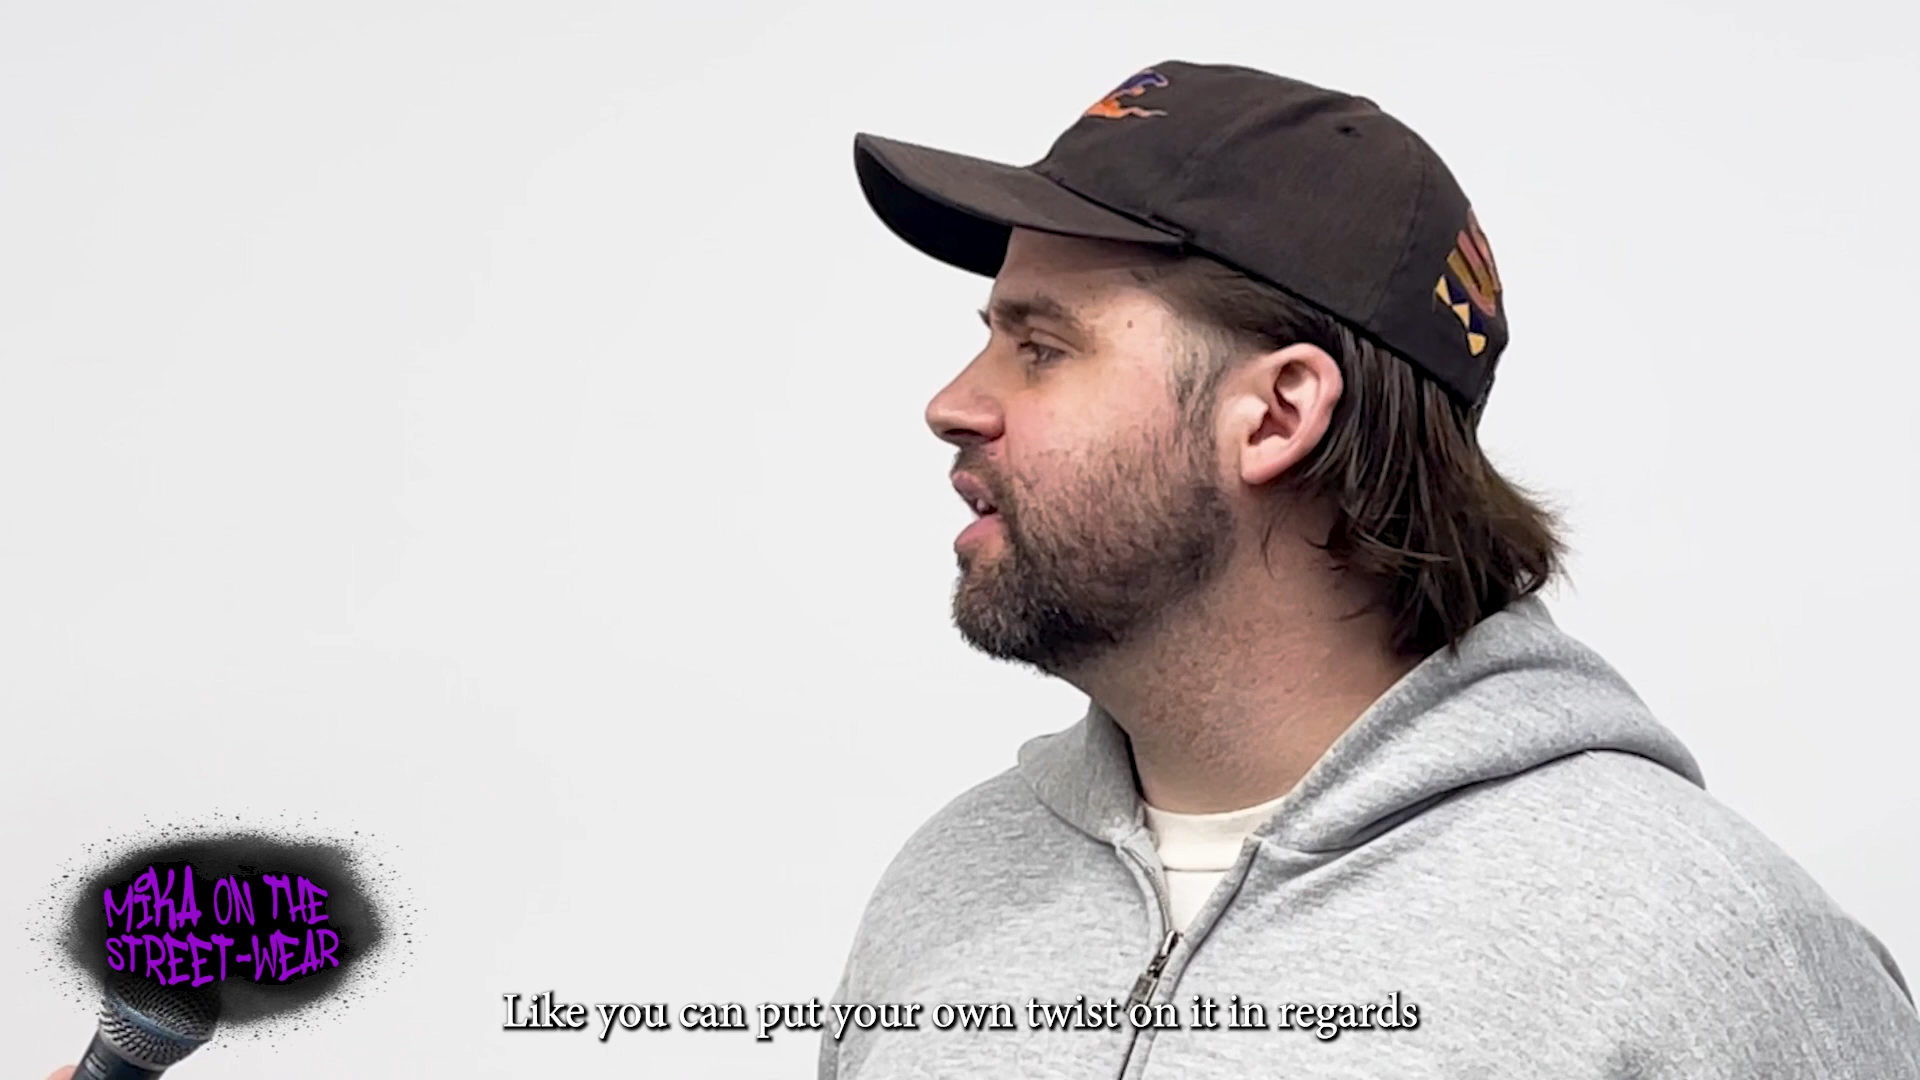 MIKA ON THE
STREET-WEAR
Like you can put your own twist on it in regards